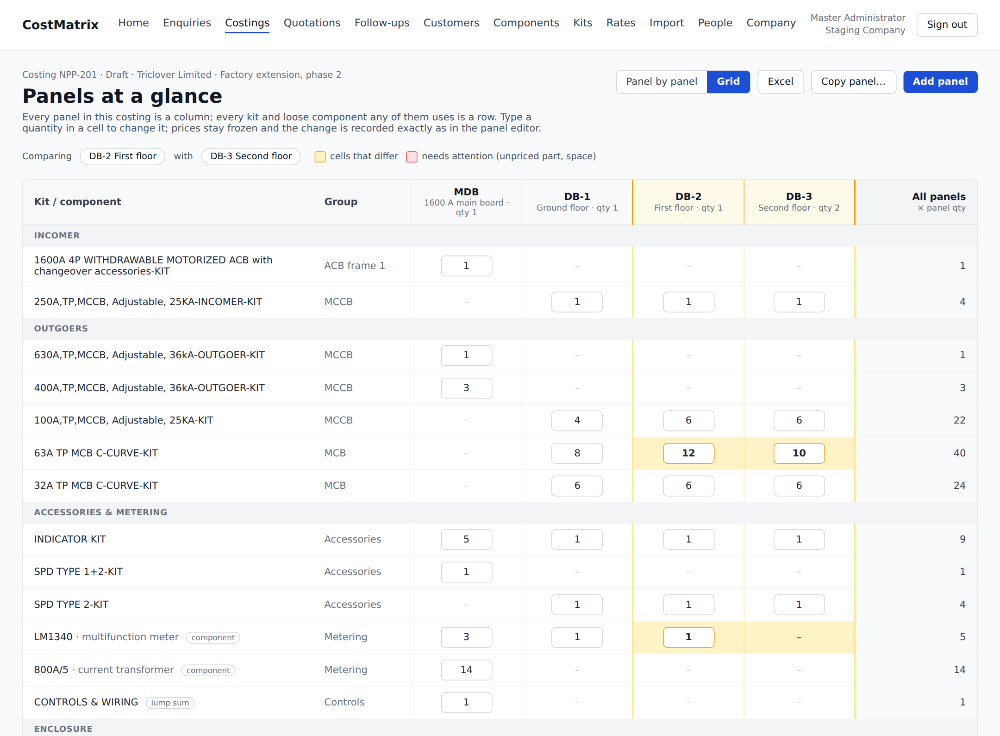 CostMatrix
Home Enquiries Costings Quotations Follow-ups Customers Components Kits Rates Import People Company
Master Administrator
Staging Company
Sign out
Costing NPP-201 · Draft · Triclover Limited · Factory extension, phase 2
Panels at a glance
Panel by panel Grid Excel Copy panel... Add panel
Every panel in this costing is a column; every kit and loose component any of them uses is a row. Type a
quantity in a cell to change it; prices stay frozen and the change is recorded exactly as in the panel editor.
Comparing DB-2 First floor with DB-3 Second floor cells that differ needs attention (unpriced part, space)
Kit / component Group
MDB
1600 A main board ·
qty 1
DB-1
Ground floor · qty 1
DB-2
First floor · qty 1
DB-3
Second floor · qty 2
All panels
× panel qty
INCOMER
1600A 4P WITHDRAWABLE MOTORIZED ACB with
changeover accessories-KIT
ACB frame 1 1 – – – 1
250A,TP,MCCB, Adjustable, 25KA-INCOMER-KIT MCCB – 1 1 1 4
OUTGOERS
630A,TP,MCCB, Adjustable, 36kA-OUTGOER-KIT MCCB 1 – – – 1
400A,TP,MCCB, Adjustable, 36kA-OUTGOER-KIT MCCB 3 – – – 3
100A,TP,MCCB, Adjustable, 25KA-KIT MCCB – 4 6 6 22
63A TP MCB C-CURVE-KIT MCB – 8 12 10 40
32A TP MCB C-CURVE-KIT MCB – 6 6 6 24
ACCESSORIES & METERING
INDICATOR KIT Accessories 5 1 1 1 9
SPD TYPE 1+2-KIT Accessories 1 – – – 1
SPD TYPE 2-KIT Accessories – 1 1 1 4
LM1340 · multifunction meter component Metering 3 1 1 – 5
800A/5 · current transformer component Metering 14 – – – 14
CONTROLS & WIRING lump sum Controls 1 – – – 1
ENCLOSURE